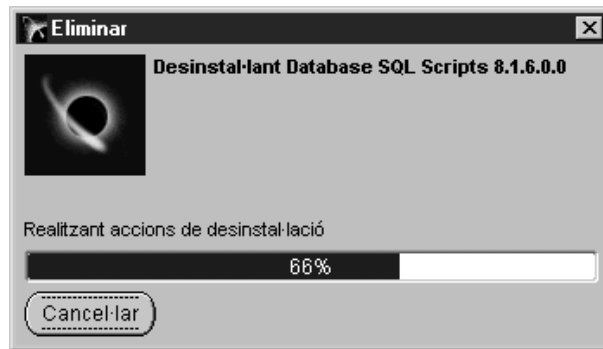 Eliminar
Desinstal·lant Database SQL Scripts 8.1.6.0.0
Realitzant accions de desinstal·lació
66%
Cancel·lar